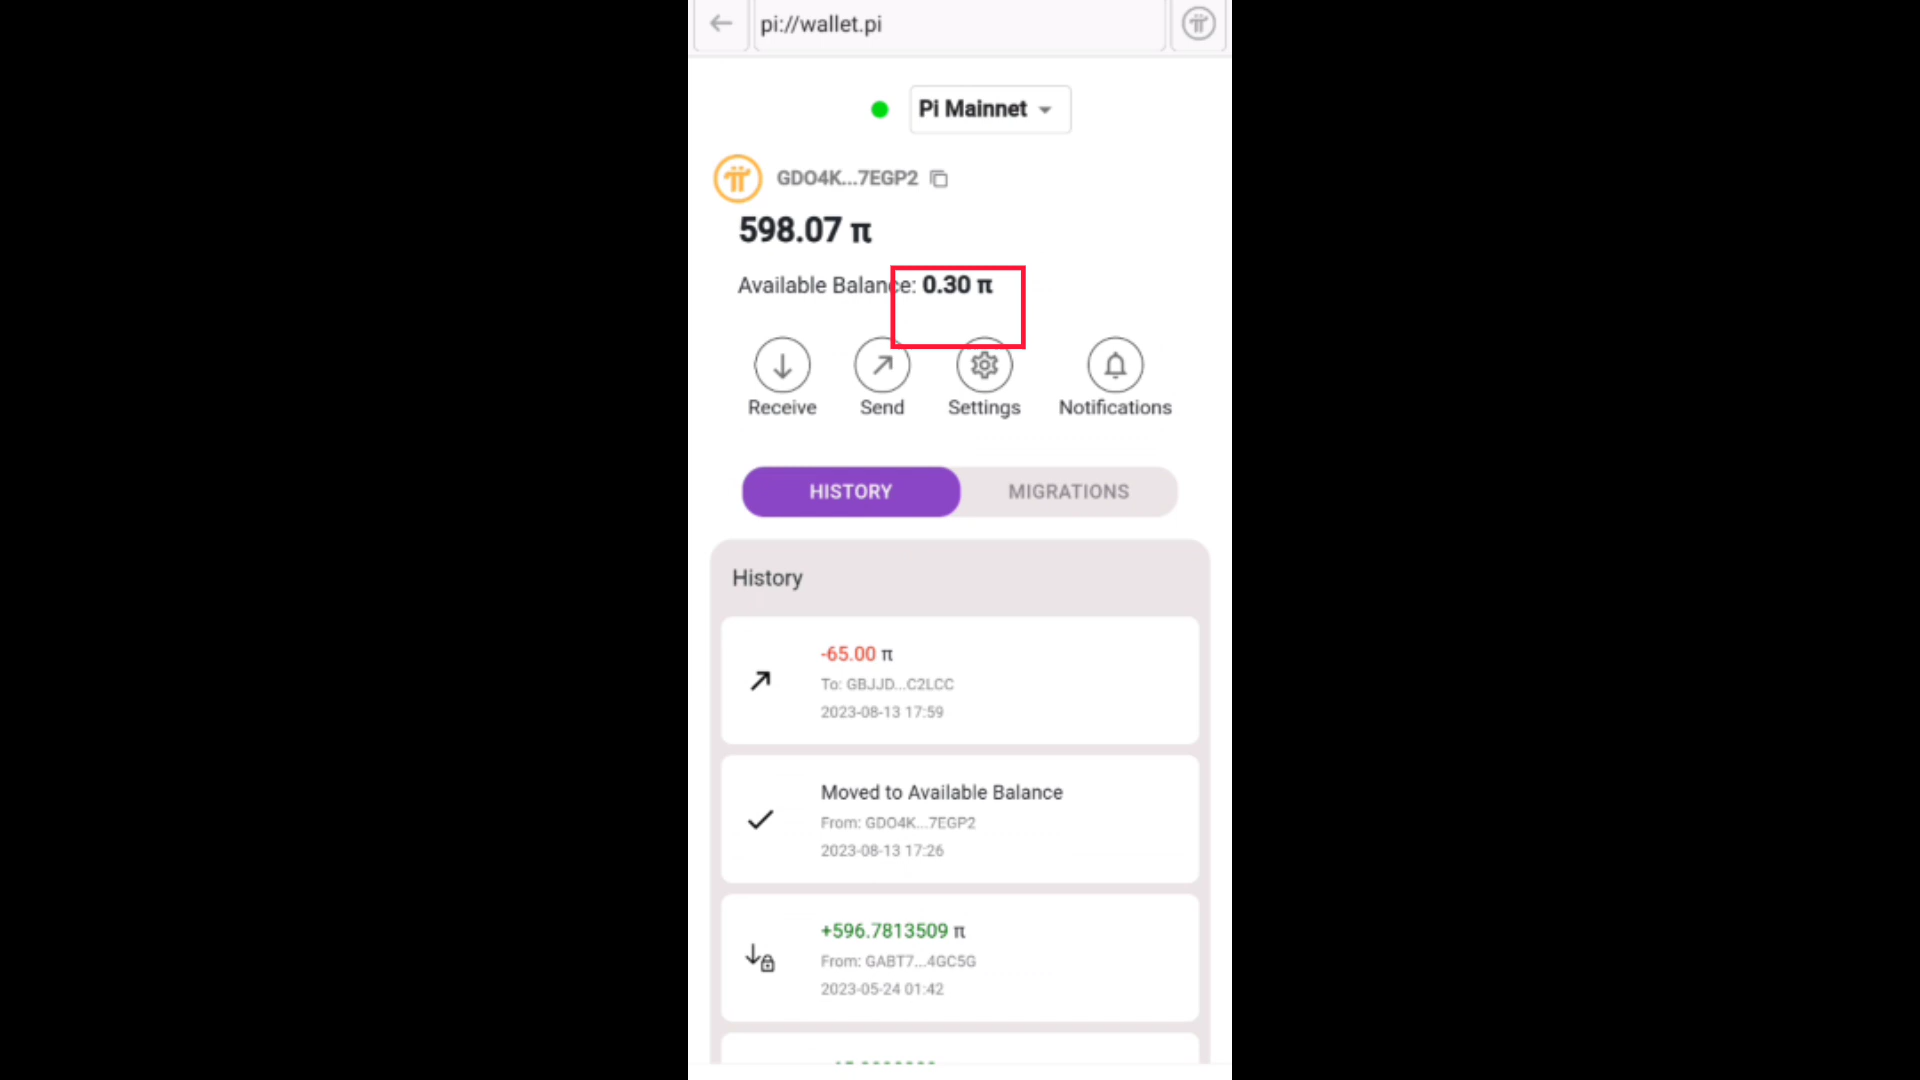 pi://wallet.pi
Pi Mainnet
GDO4K...7EGP2
598.07 π
Available Balance: 0.30 π
Receive
Send
Settings
Notifications
HISTORY
MIGRATIONS
History
-65.00 π
To: GBJJD...C2LCC
2023-08-13 17:59
Moved to Available Balance
From: GDO4K...7EGP2
2023-08-13 17:26
+596.7813509 π
From: GABT7...4GC5G
2023-05-24 01:42